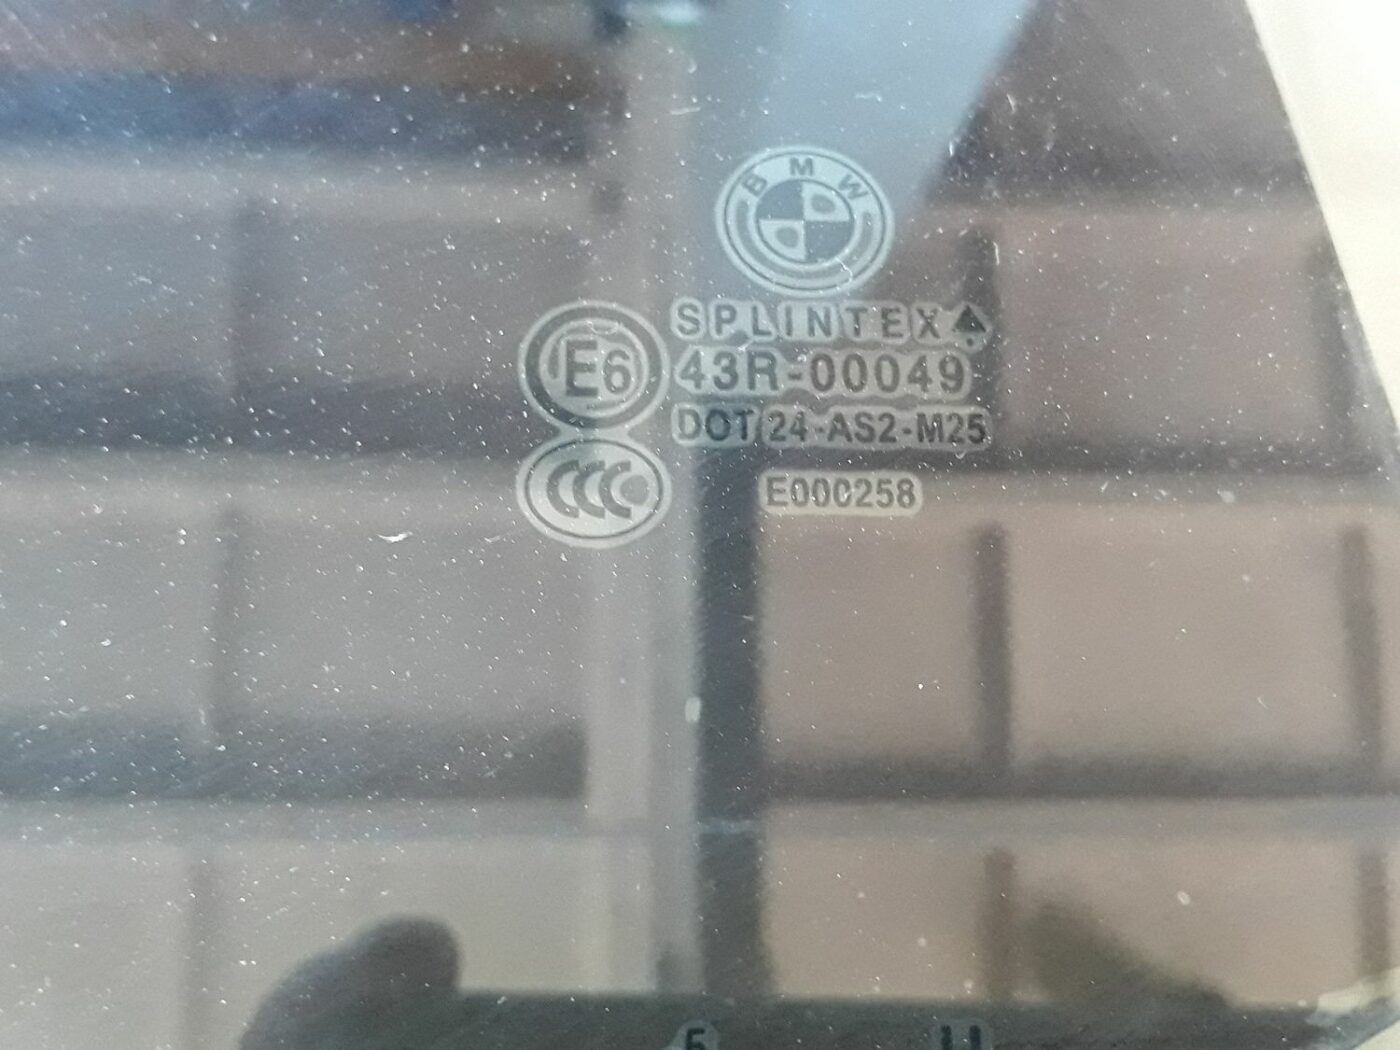 BMW
SPLINTEX
E6
43R-00049
DOT 24-AS2-M25
CCC
E000258